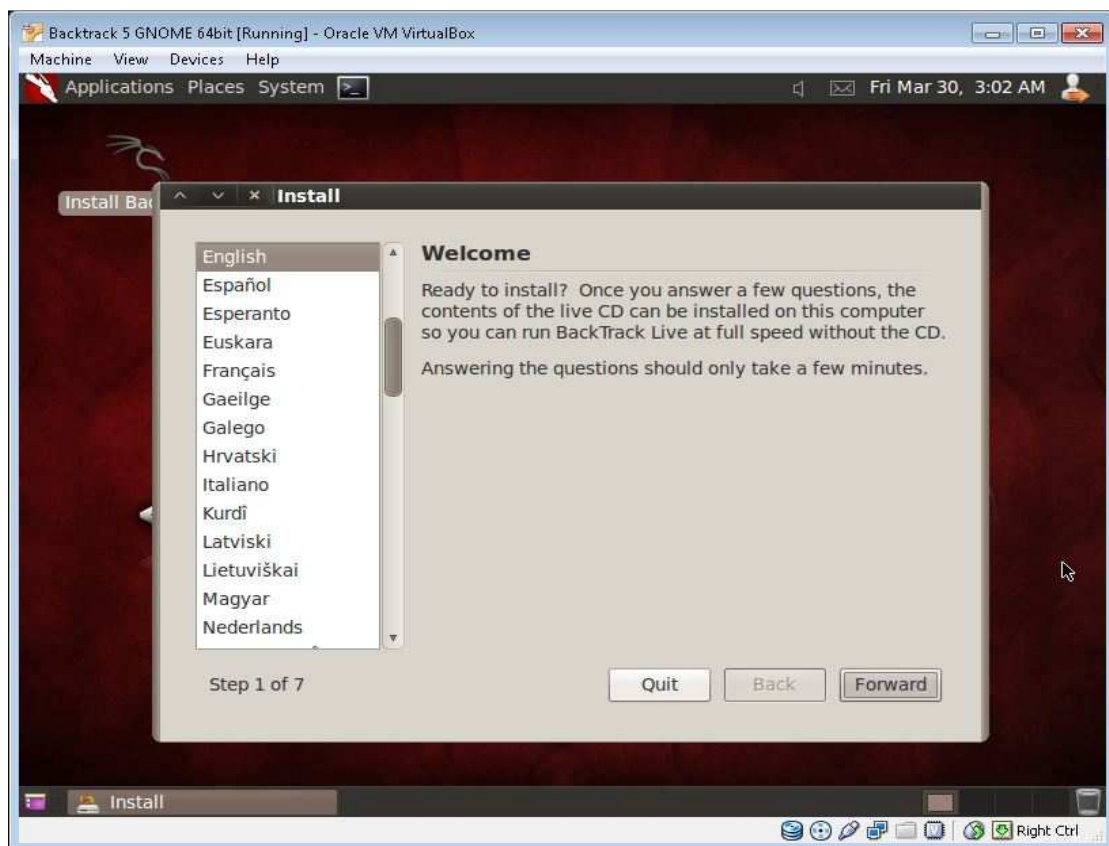 Backtrack 5 GNOME 64bit [Running] - Oracle VM VirtualBox
Machine View Devices Help
Applications Places System Fri Mar 30, 3:02 AM
Install
English
Español
Esperanto
Euskara
Français
Gaeilge
Galego
Hrvatski
Italiano
Kurdî
Latviski
Lietuviškai
Magyar
Nederlands
Welcome
Ready to install? Once you answer a few questions, the
contents of the live CD can be installed on this computer
so you can run BackTrack Live at full speed without the CD.
Answering the questions should only take a few minutes.
Step 1 of 7
Quit Back Forward
Install
Install
Right Ctrl